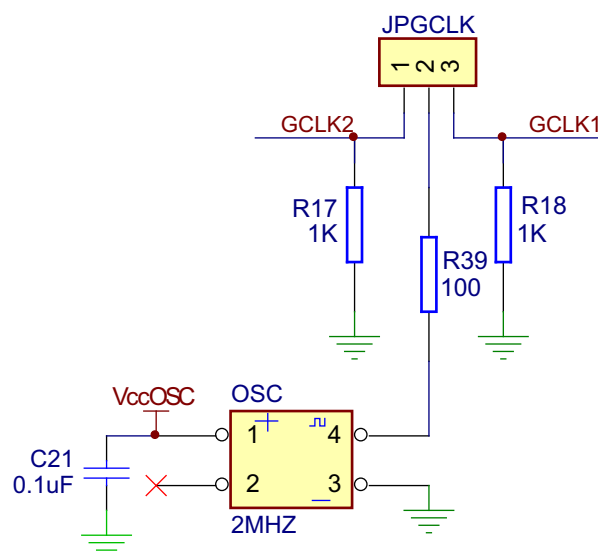 JPGCLK
1 2 3
GCLK2
GCLK1
R17
1K
R18
1K
R39
100
VccOSC
OSC
1
4
C21
0.1uF
2
3
2MHZ